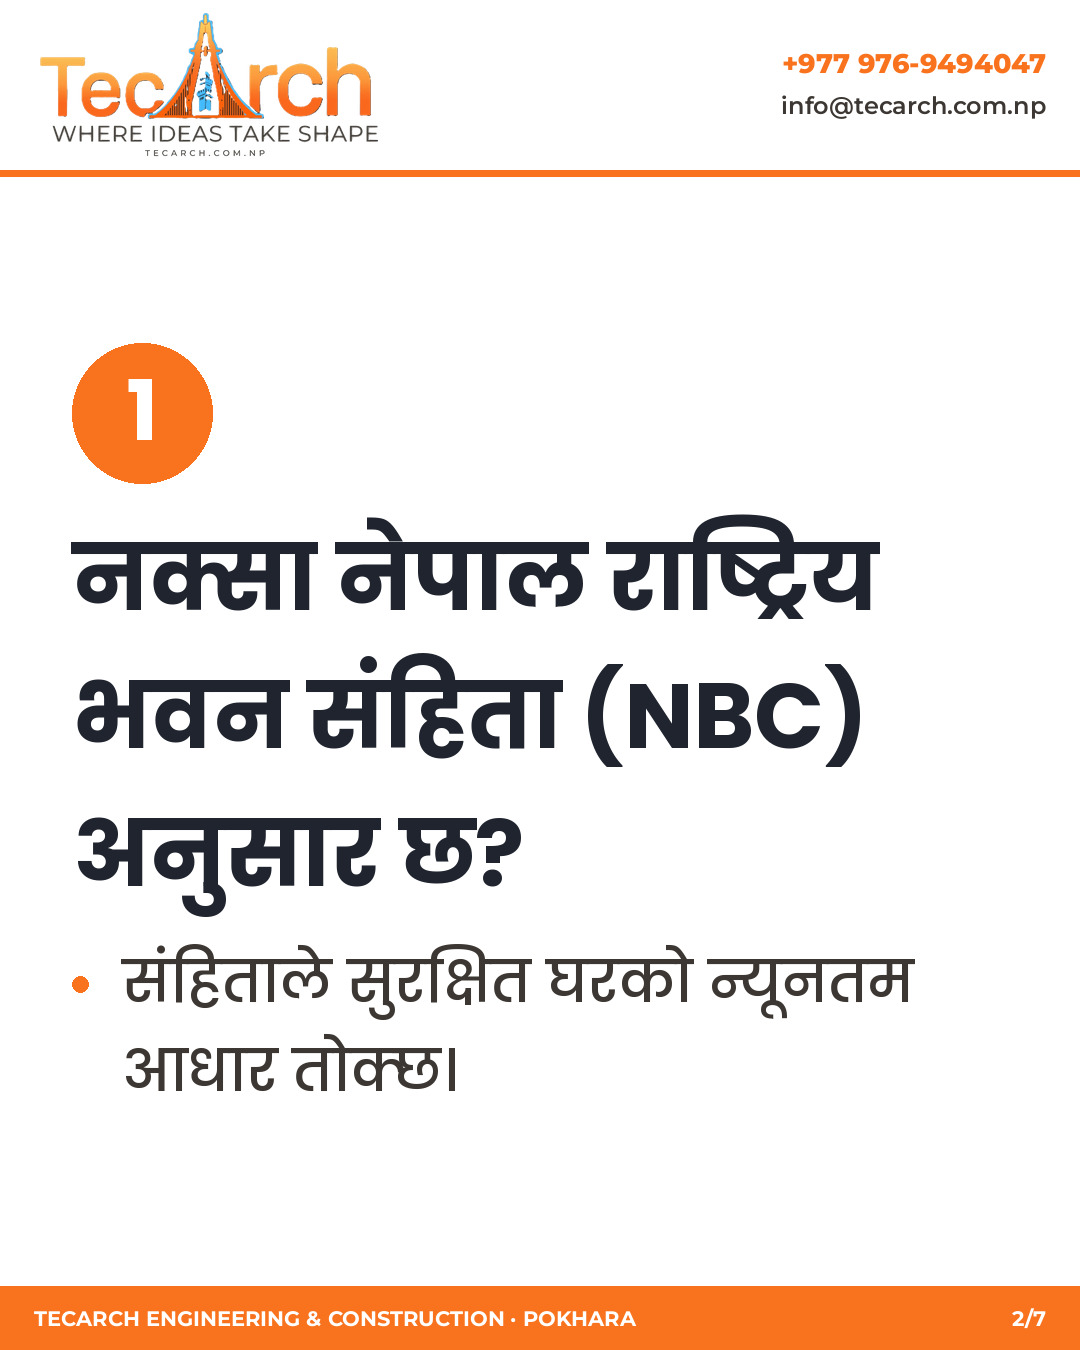 TecArch
WHERE IDEAS TAKE SHAPE
TECARCH.COM.NP
+977 976-9494047
info@tecarch.com.np
1
नक्सा नेपाल राष्ट्रिय
भवन संहिता (NBC)
अनुसार छ?
• संहिताले सुरक्षित घरको न्यूनतम
आधार तोक्छ।
TECARCH ENGINEERING & CONSTRUCTION · POKHARA
2/7